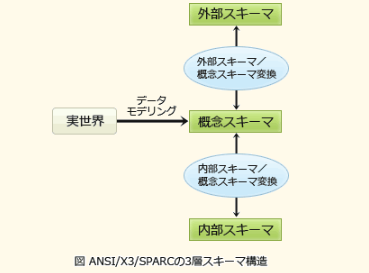 外部スキーマ
外部スキーマ／
概念スキーマ変換
データ
モデリング
実世界
概念スキーマ
内部スキーマ／
概念スキーマ変換
内部スキーマ
図 ANSI/X3/SPARCの3層スキーマ構造